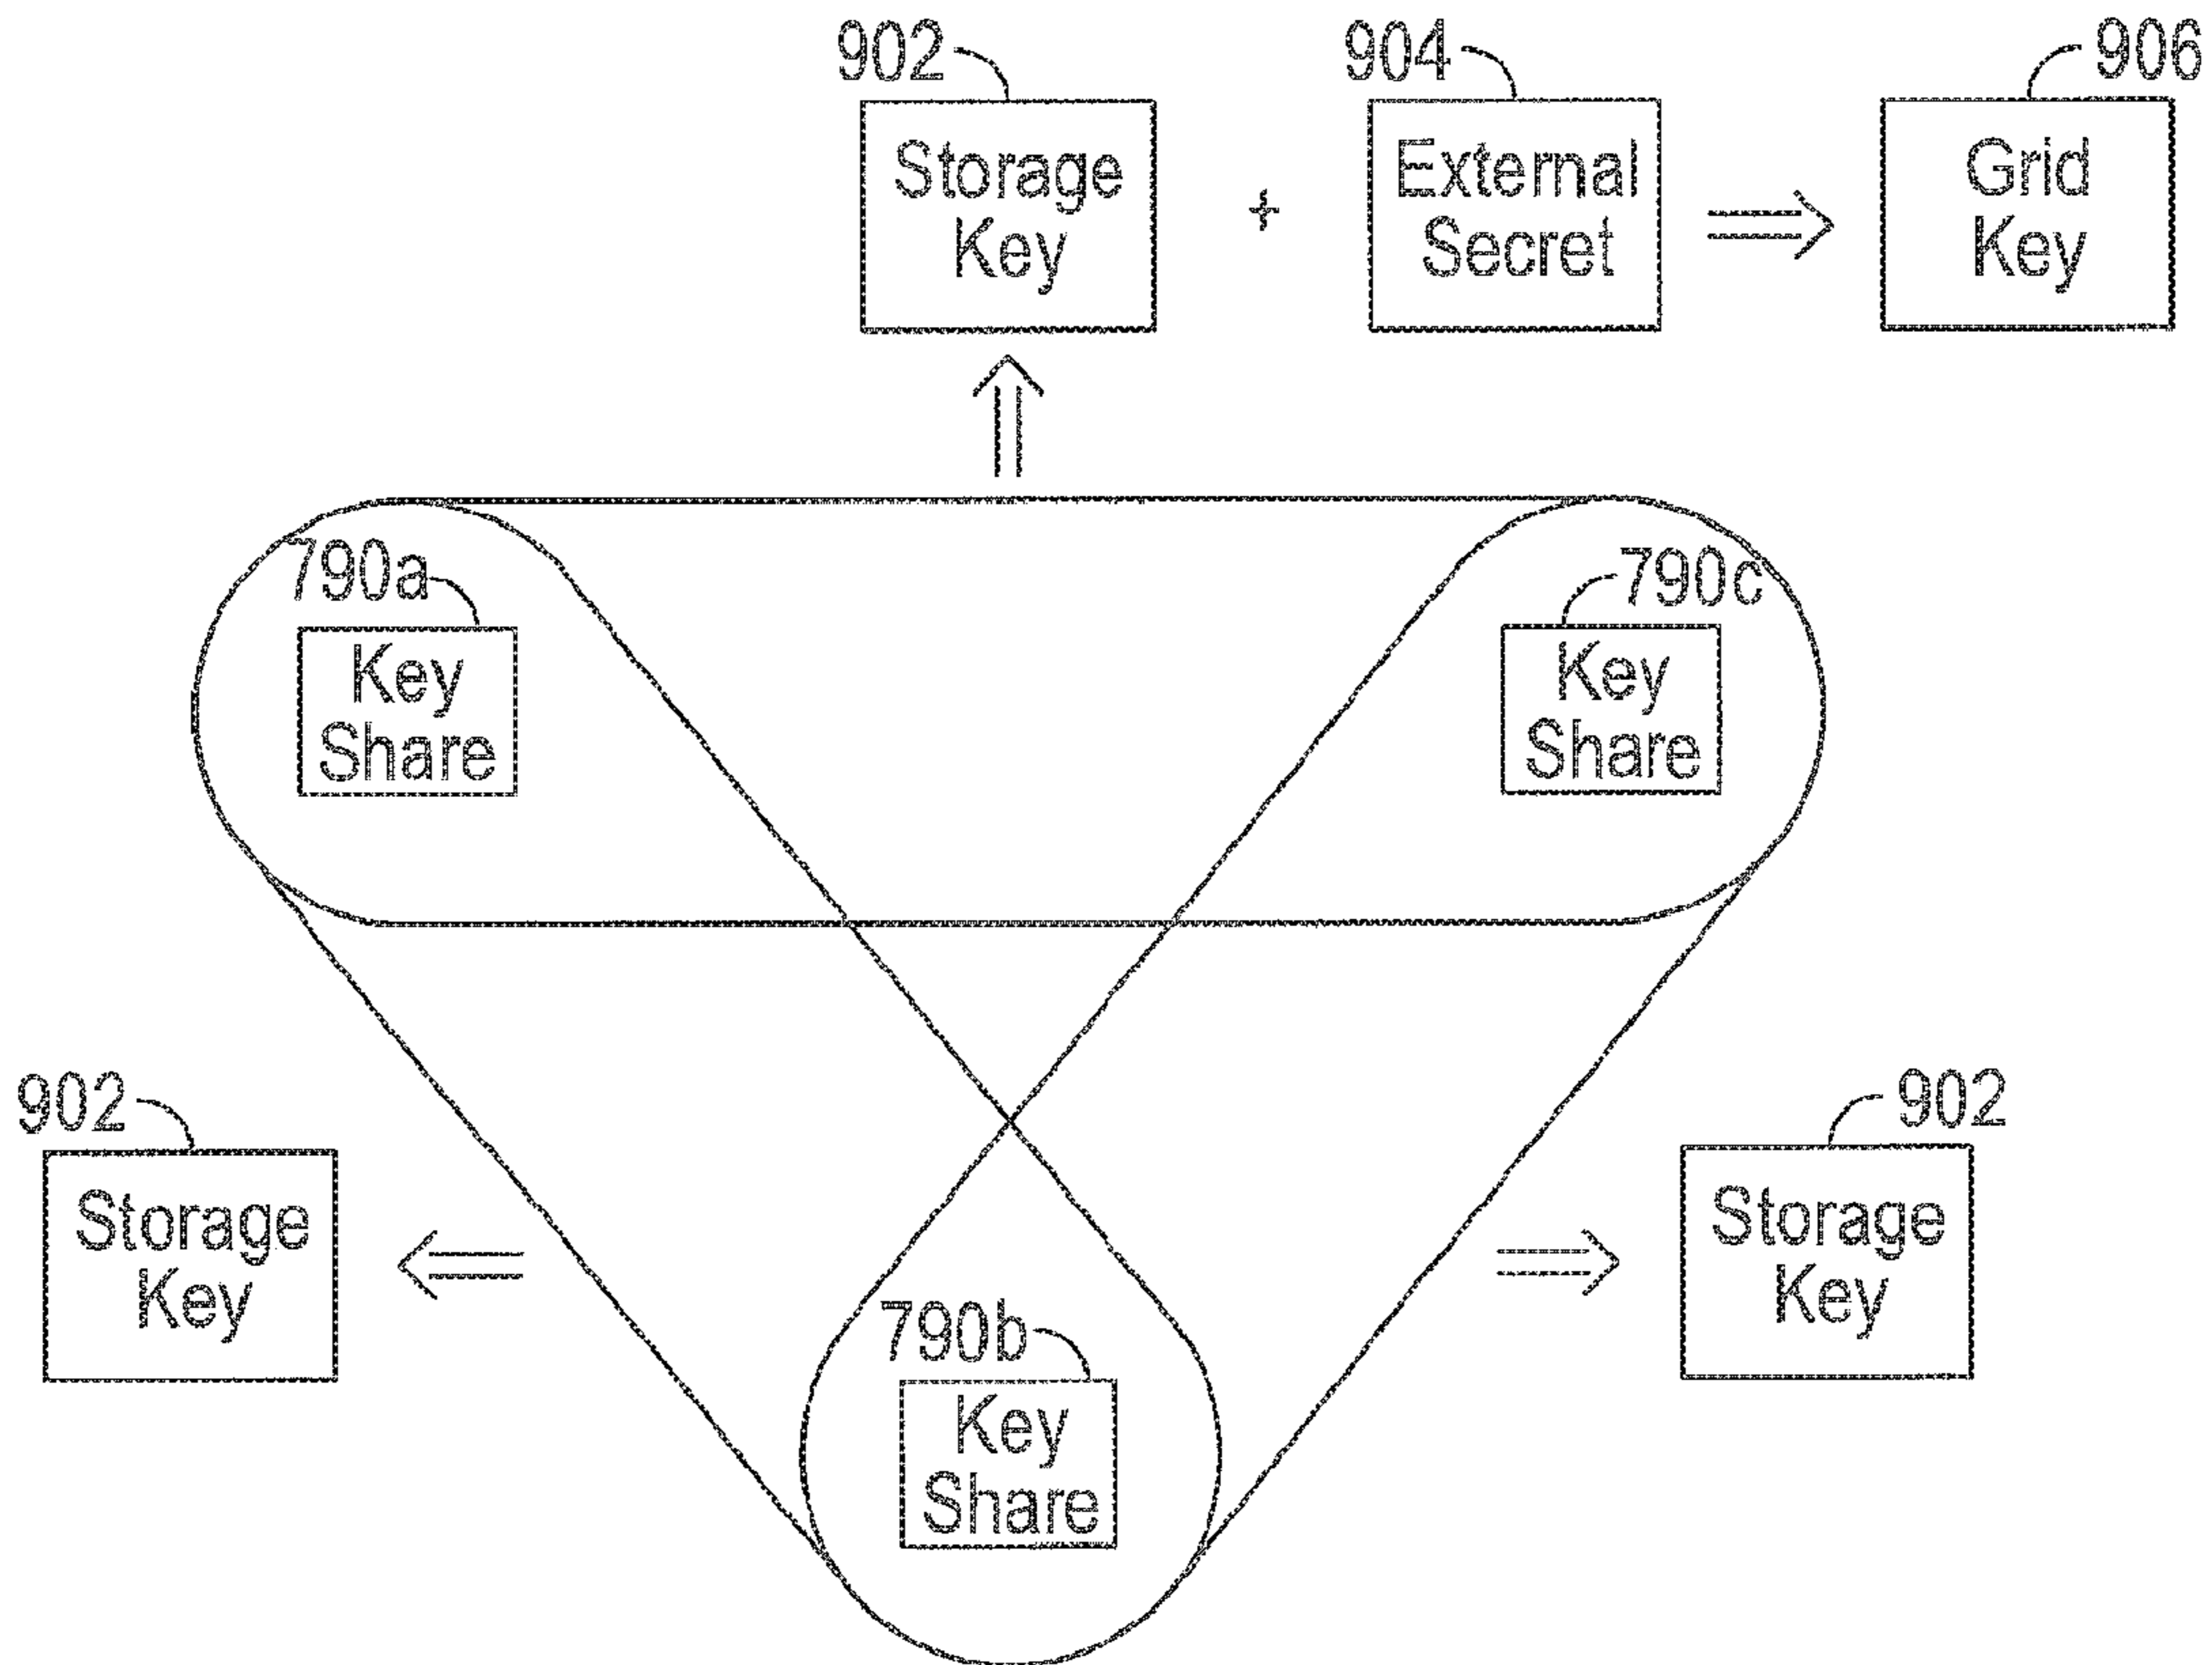 902
904
906
Storage
Key
+
External
Secret
Grid
Key
790a
Key
Share
790c
Key
Share
902
Storage
Key
902
Storage
Key
790b
Key
Share